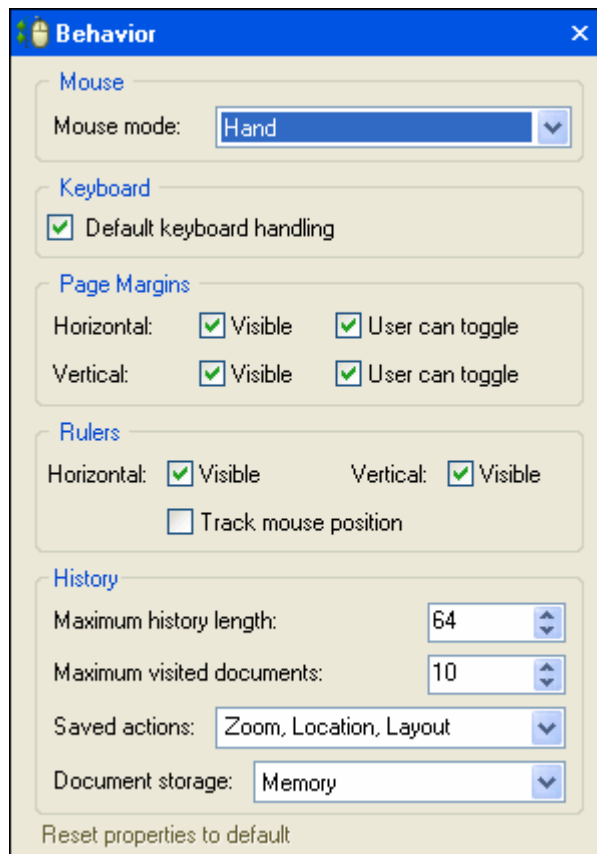 Behavior
Mouse
Mouse mode: Hand
Keyboard
Default keyboard handling
Page Margins
Horizontal: Visible User can toggle
Vertical: Visible User can toggle
Rulers
Horizontal: Visible Vertical: Visible
Track mouse position
History
Maximum history length: 64
Maximum visited documents: 10
Saved actions: Zoom, Location, Layout
Document storage: Memory
Reset properties to default